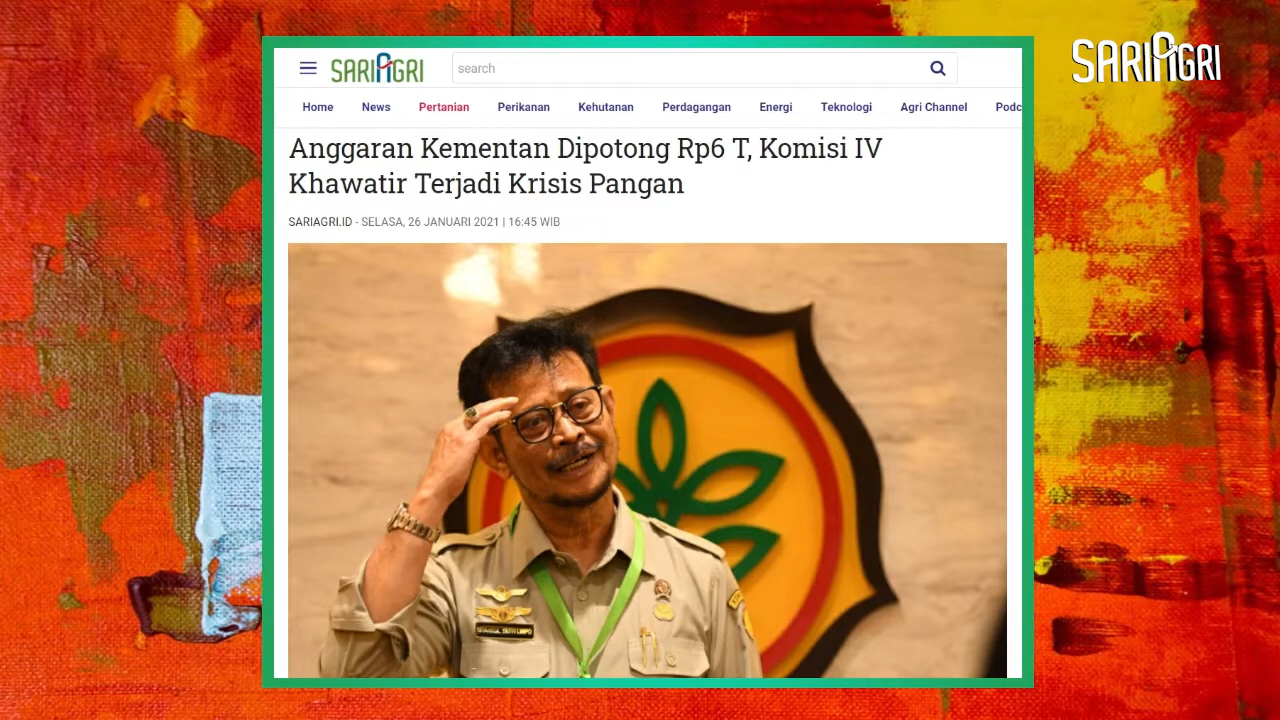 SARIAGRI
SARIAGRI
search
Home News Pertanian Perikanan Kehutanan Perdagangan Energi Teknologi Agri Channel Podc
Anggaran Kementan Dipotong Rp6 T, Komisi IV
Khawatir Terjadi Krisis Pangan
SARIAGRI.ID - SELASA, 26 JANUARI 2021 | 16:45 WIB